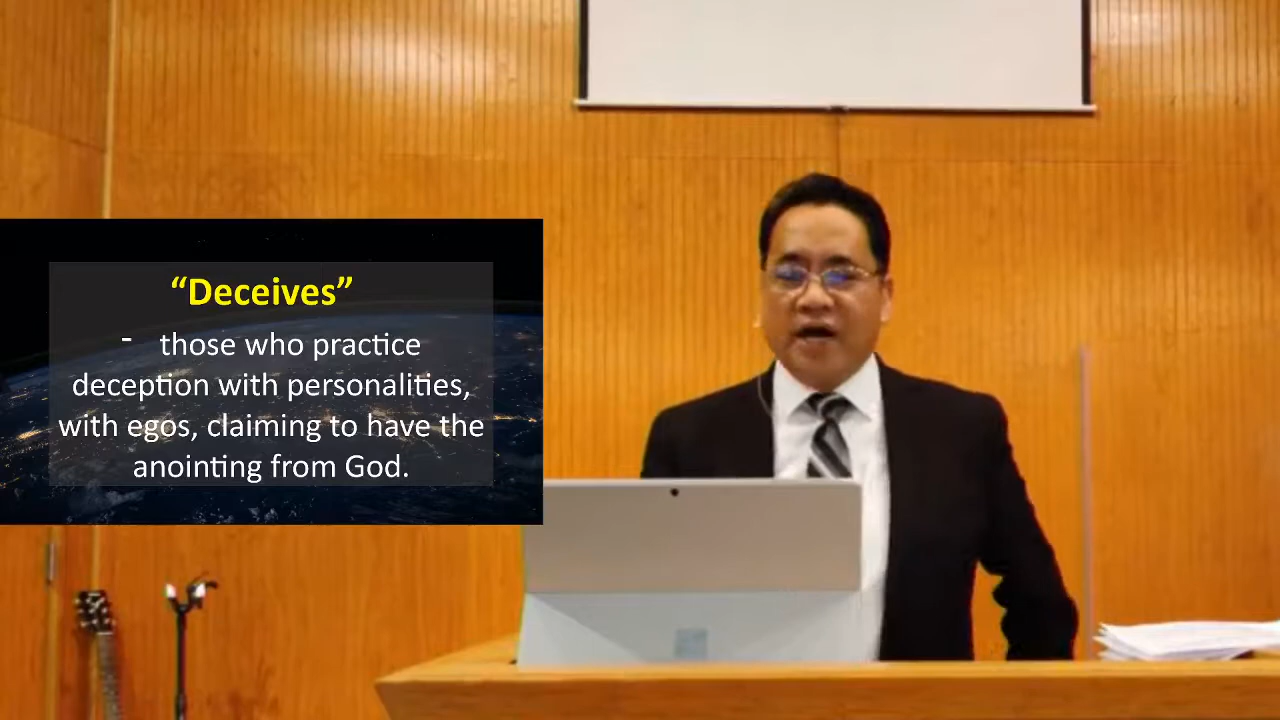 “Deceives”
- those who practice
deception with personalities,
with egos, claiming to have the
anointing from God.